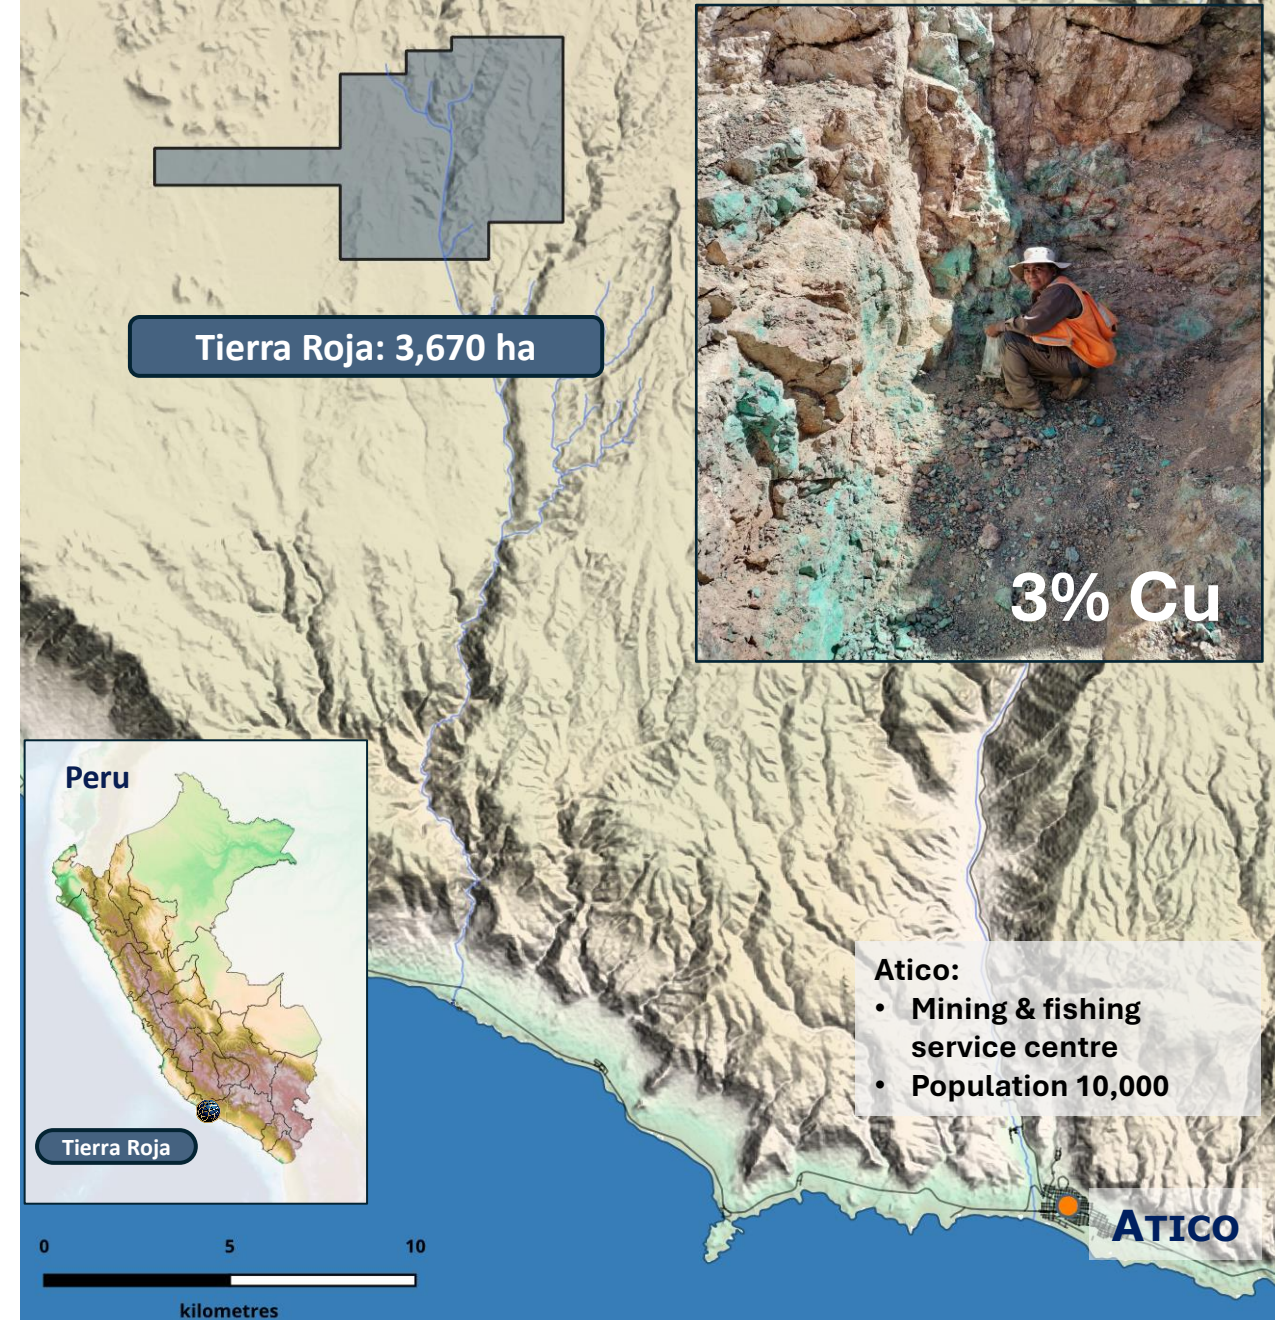 Tierra Roja: 3,670 ha
3% Cu
Peru
Tierra Roja
Atico:
• Mining & fishing
service centre
• Population 10,000
ATICO
0 5 10
kilometres